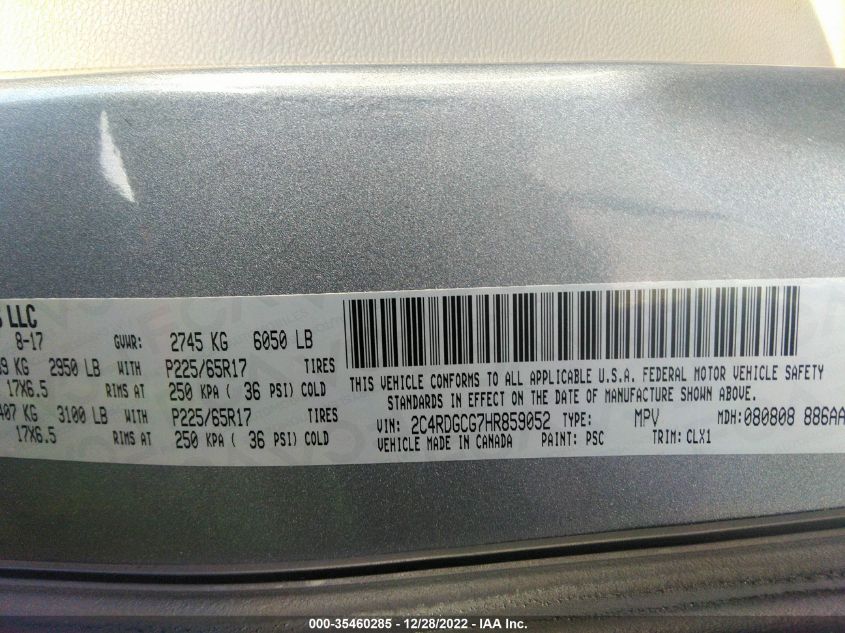 LLC
8-17 GVWR: 2745 KG 6050 LB
KG 2950 LB WITH P225/65R17 TIRES
17X6.5 RIMS AT 250 KPA ( 36 PSI) COLD
407 KG 3100 LB WITH P225/65R17 TIRES
17X6.5 RIMS AT 250 KPA ( 36 PSI) COLD
THIS VEHICLE CONFORMS TO ALL APPLICABLE U.S.A. FEDERAL MOTOR VEHICLE SAFETY
STANDARDS IN EFFECT ON THE DATE OF MANUFACTURE SHOWN ABOVE.
VIN: 2C4RDGCG7HR859052 TYPE: MPV MDH:080808 886AA
VEHICLE MADE IN CANADA PAINT: PSC TRIM: CLX1
000-35460285 - 12/28/2022 - IAA Inc.